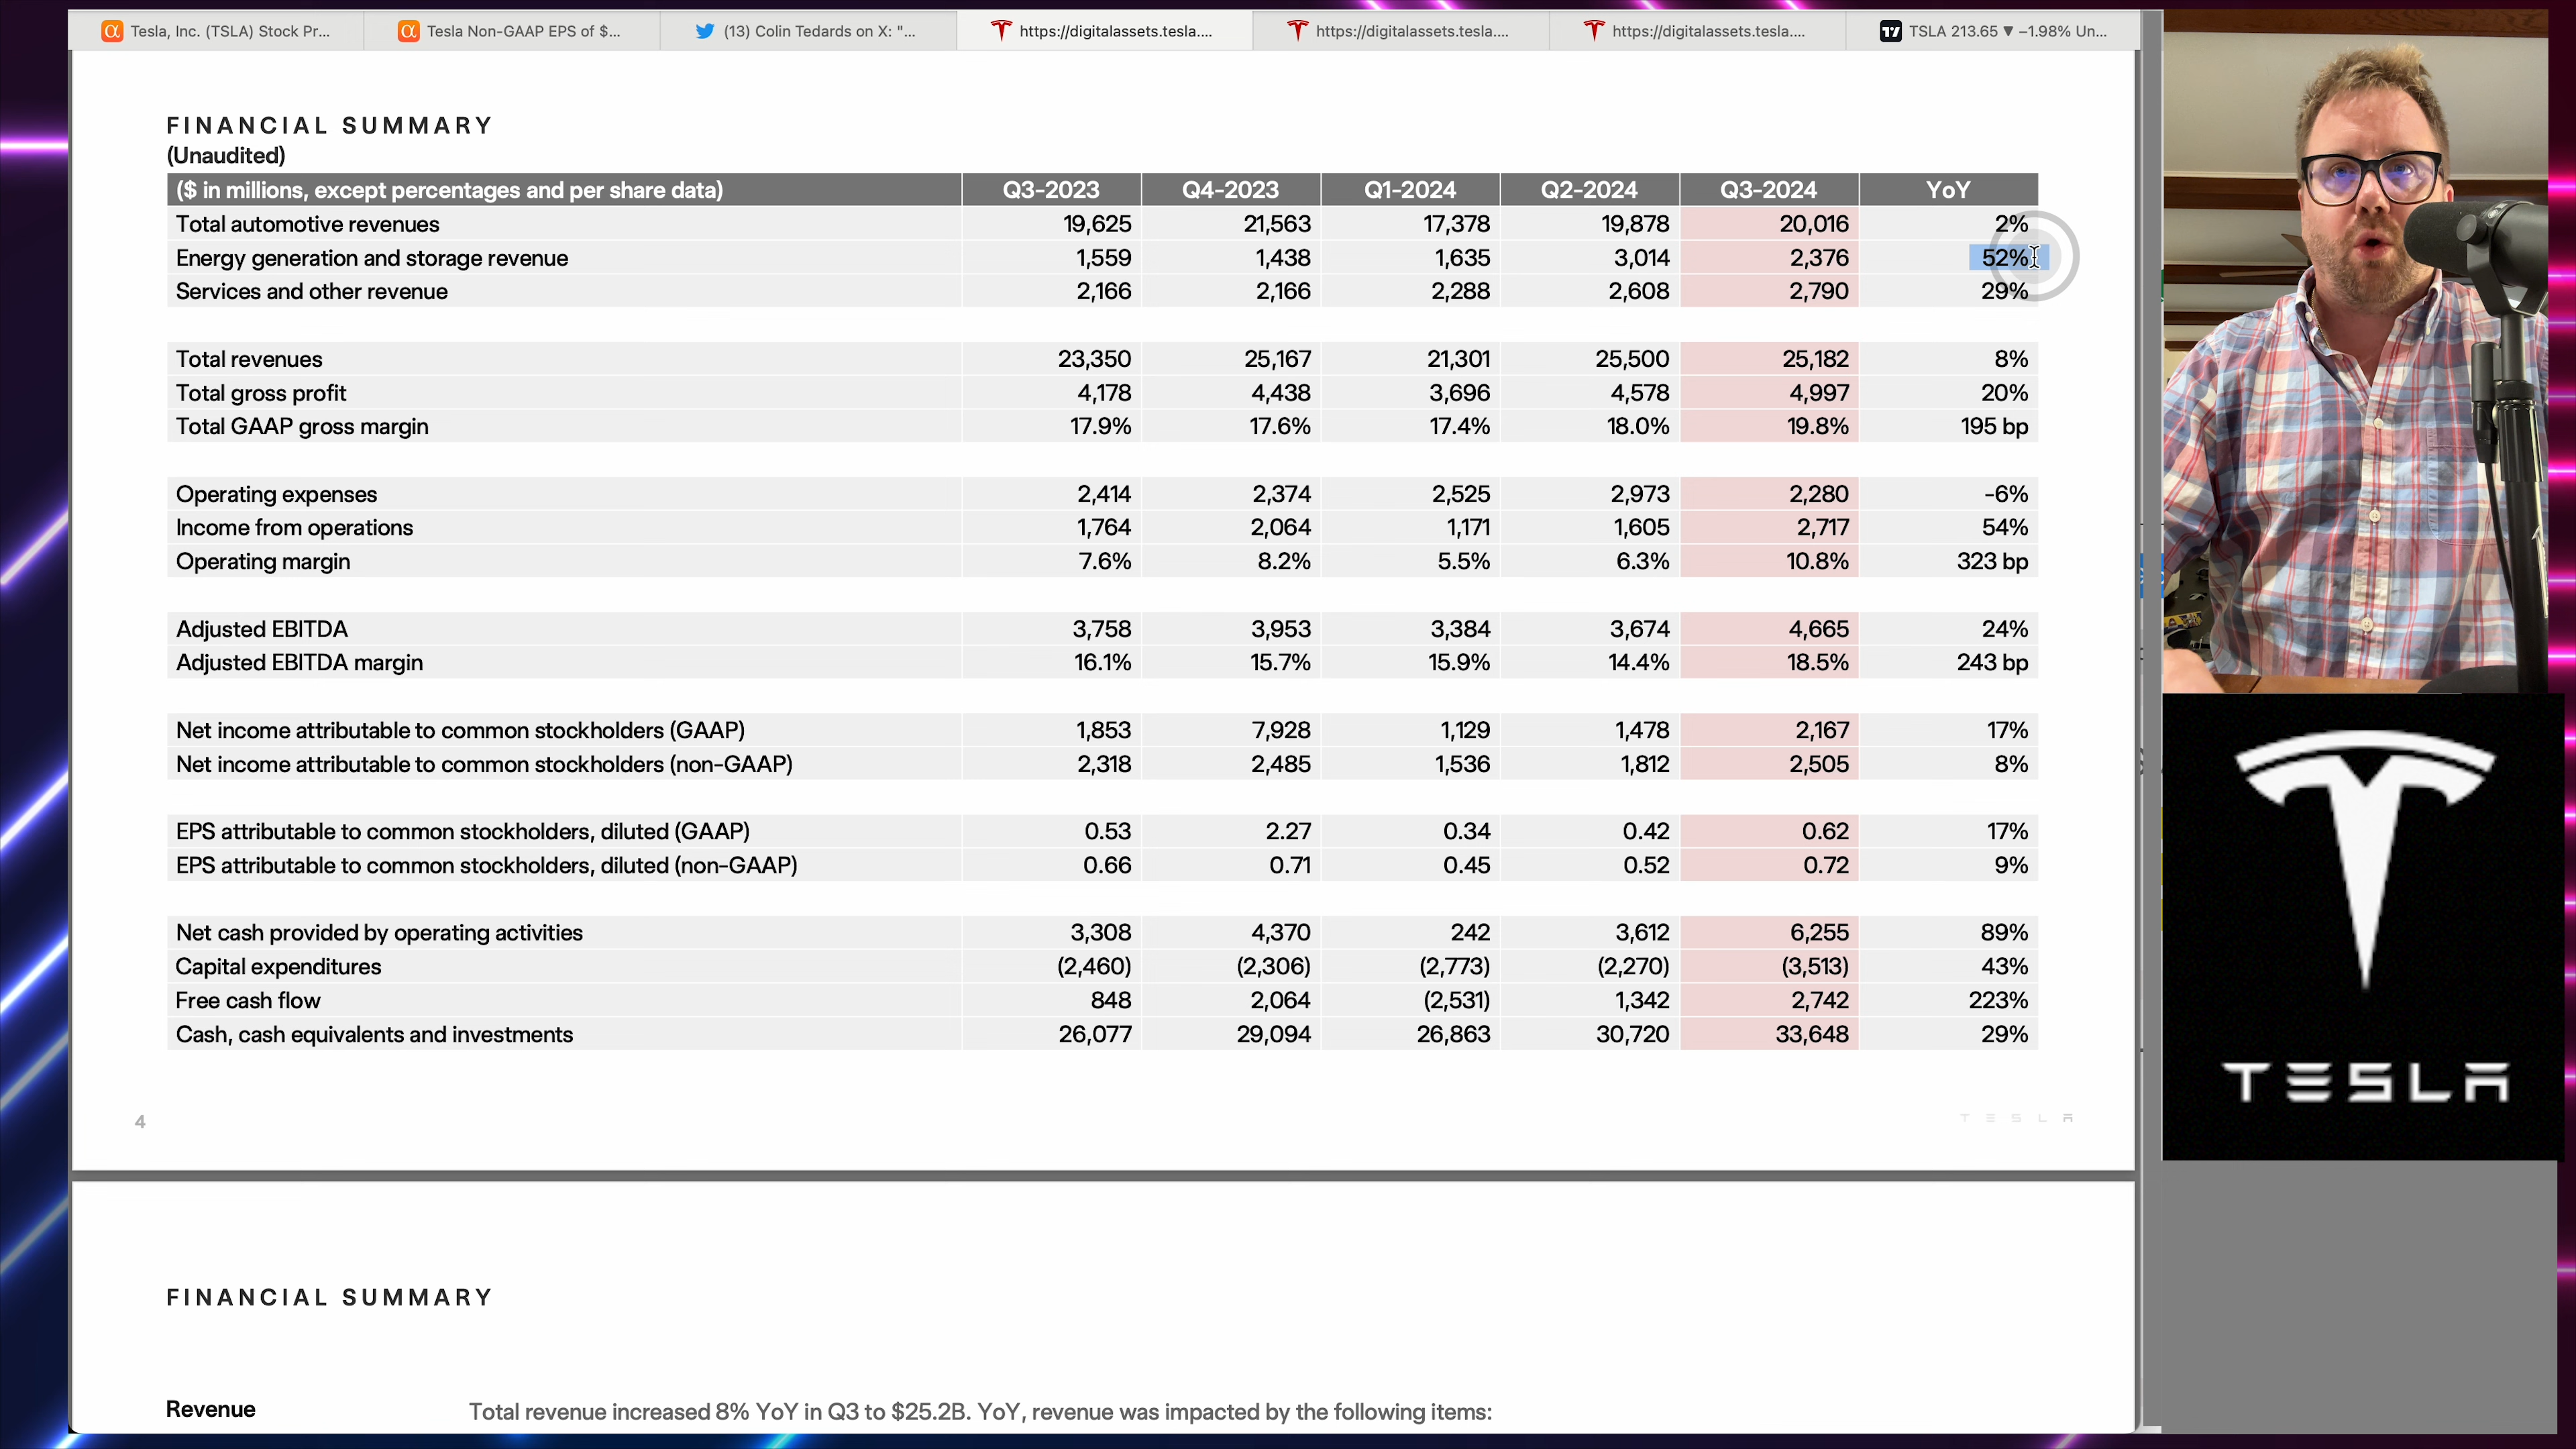 Tesla, Inc. (TSLA) Stock Pr...
Tesla Non-GAAP EPS of $...
(13) Colin Tedards on X: "...
https://digitalassets.tesla....
https://digitalassets.tesla....
https://digitalassets.tesla....
TSLA 213.65 ▼ −1.98% Un...
FINANCIAL SUMMARY
(Unaudited)
($ in millions, except percentages and per share data) Q3-2023 Q4-2023 Q1-2024 Q2-2024 Q3-2024 YoY
Total automotive revenues 19,625 21,563 17,378 19,878 20,016 2%
Energy generation and storage revenue 1,559 1,438 1,635 3,014 2,376 52%
Services and other revenue 2,166 2,166 2,288 2,608 2,790 29%
Total revenues 23,350 25,167 21,301 25,500 25,182 8%
Total gross profit 4,178 4,438 3,696 4,578 4,997 20%
Total GAAP gross margin 17.9% 17.6% 17.4% 18.0% 19.8% 195 bp
Operating expenses 2,414 2,374 2,525 2,973 2,280 -6%
Income from operations 1,764 2,064 1,171 1,605 2,717 54%
Operating margin 7.6% 8.2% 5.5% 6.3% 10.8% 323 bp
Adjusted EBITDA 3,758 3,953 3,384 3,674 4,665 24%
Adjusted EBITDA margin 16.1% 15.7% 15.9% 14.4% 18.5% 243 bp
Net income attributable to common stockholders (GAAP) 1,853 7,928 1,129 1,478 2,167 17%
Net income attributable to common stockholders (non-GAAP) 2,318 2,485 1,536 1,812 2,505 8%
EPS attributable to common stockholders, diluted (GAAP) 0.53 2.27 0.34 0.42 0.62 17%
EPS attributable to common stockholders, diluted (non-GAAP) 0.66 0.71 0.45 0.52 0.72 9%
Net cash provided by operating activities 3,308 4,370 242 3,612 6,255 89%
Capital expenditures (2,460) (2,306) (2,773) (2,270) (3,513) 43%
Free cash flow 848 2,064 (2,531) 1,342 2,742 223%
Cash, cash equivalents and investments 26,077 29,094 26,863 30,720 33,648 29%
4
TESLA
FINANCIAL SUMMARY
Revenue Total revenue increased 8% YoY in Q3 to $25.2B. YoY, revenue was impacted by the following items:
TESLA